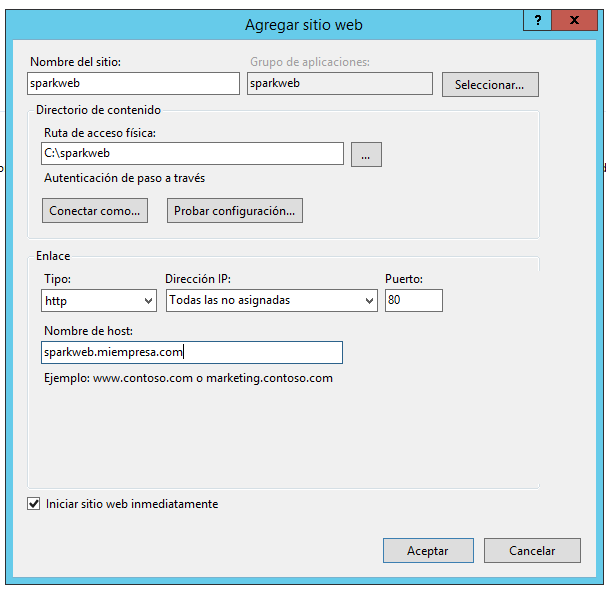 Agregar sitio web
?
x
Nombre del sitio:
Grupo de aplicaciones:
sparkweb
sparkweb
Seleccionar...
Directorio de contenido
Ruta de acceso física:
C:\sparkweb
...
Autenticación de paso a través
Conectar como...
Probar configuración...
Enlace
Tipo:
Dirección IP:
Puerto:
http
Todas las no asignadas
80
Nombre de host:
sparkweb.miempresa.com
Ejemplo: www.contoso.com o marketing.contoso.com
Iniciar sitio web inmediatamente
Aceptar
Cancelar